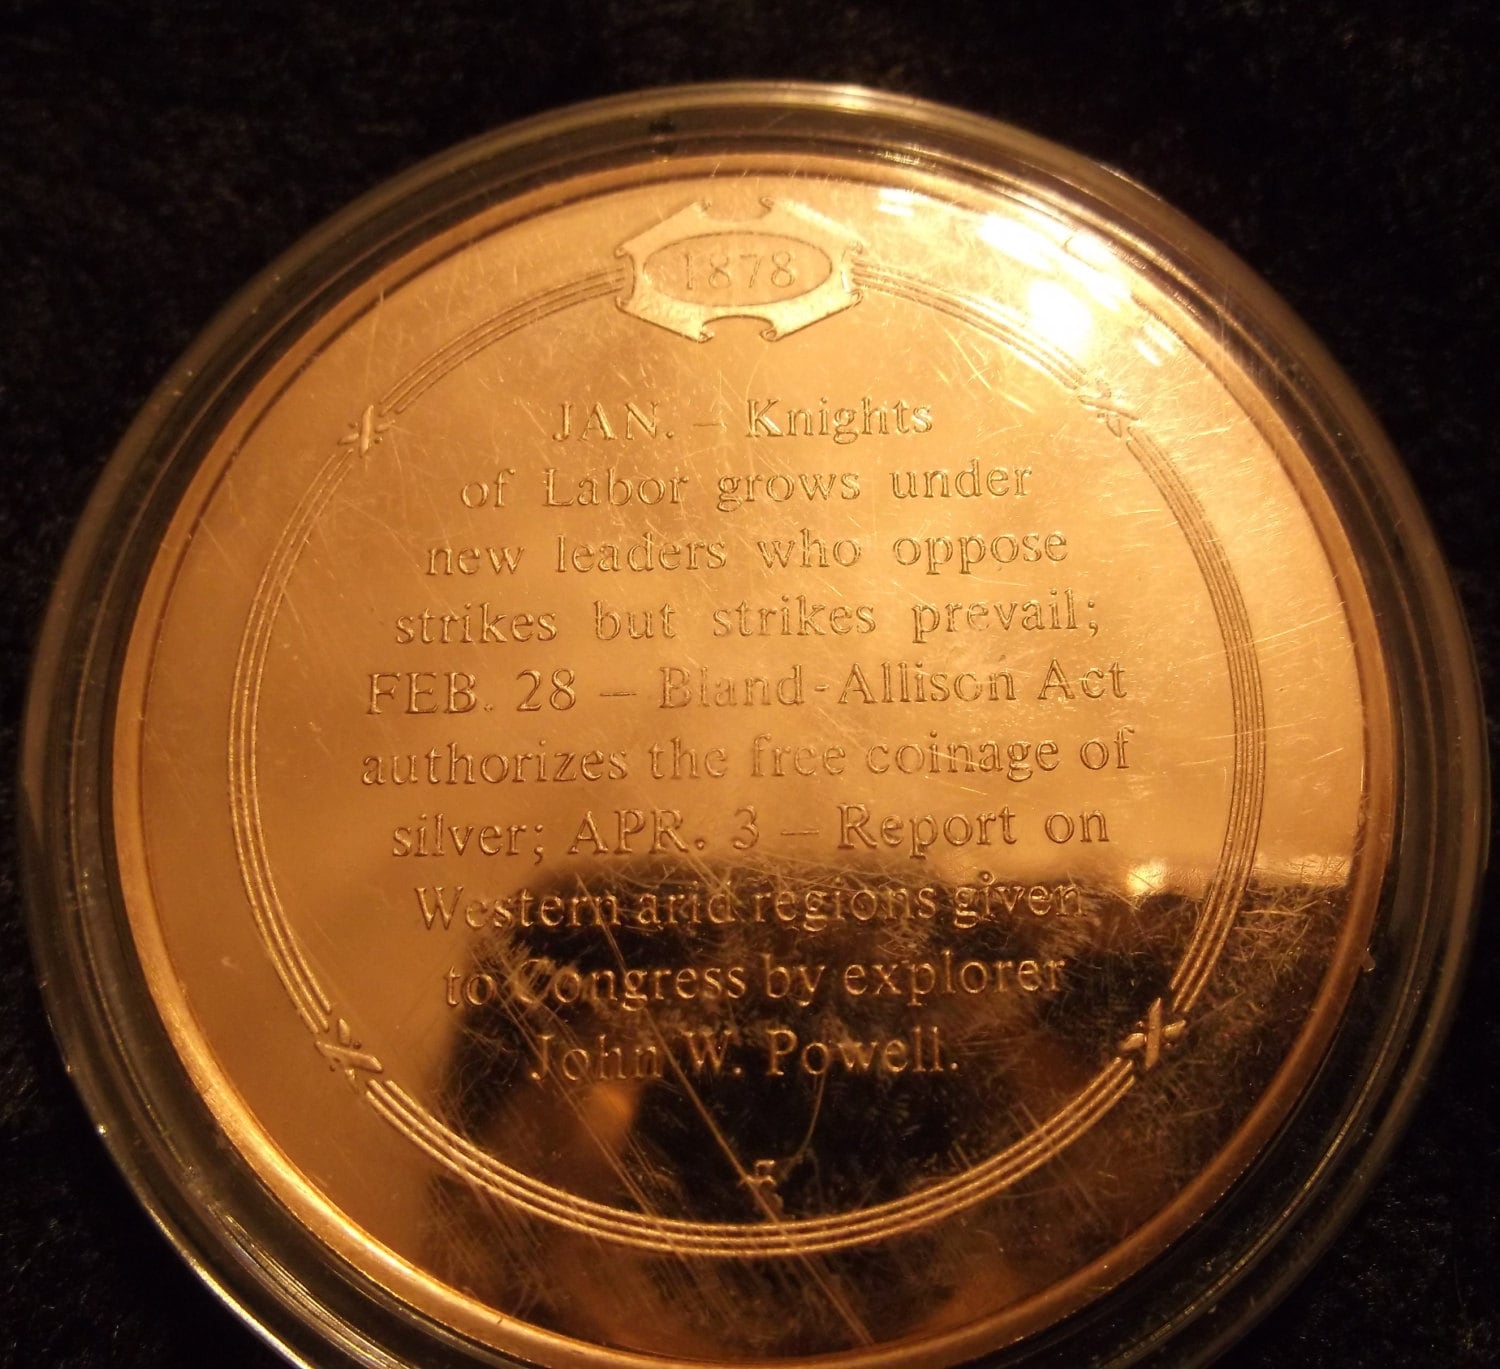 1878
JAN. — Knights
of Labor grows under
new leaders who oppose
strikes but strikes prevail;
FEB. 28 — Bland-Allison Act
authorizes the free coinage of
silver; APR. 3 — Report on
Western arid regions given
to Congress by explorer
John W. Powell.